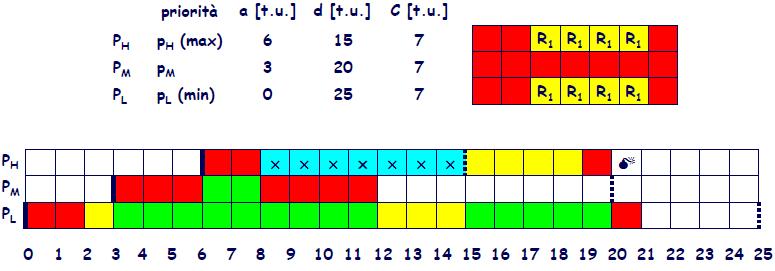 priorità a [t.u.] d [t.u.] C [t.u.]
PH pH (max) 6 15 7 R1 R1 R1 R1
PM pM 3 20 7
PL pL (min) 0 25 7 R1 R1 R1 R1
PH × × × × × × ×
PM
PL
0 1 2 3 4 5 6 7 8 9 10 11 12 13 14 15 16 17 18 19 20 21 22 23 24 25